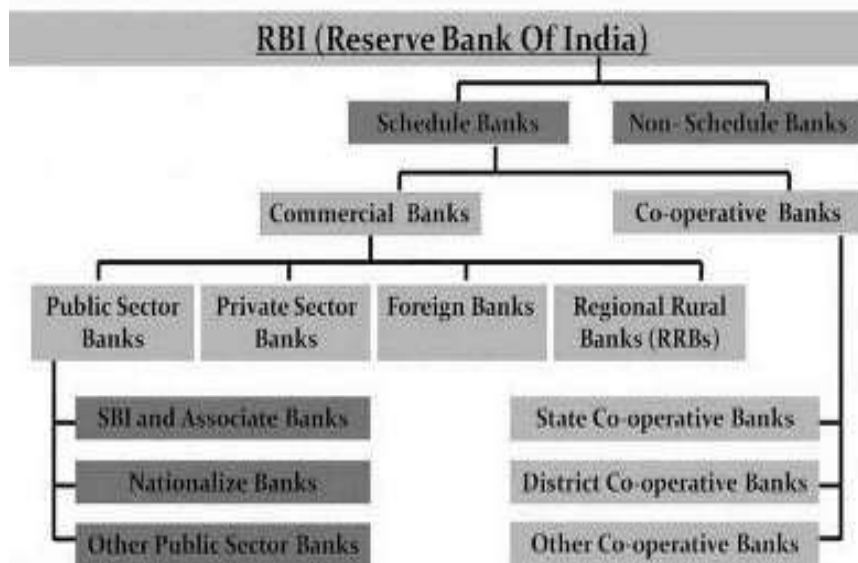 RBI (Reserve Bank Of India)
Schedule Banks
Non- Schedule Banks
Commercial Banks
Co-operative Banks
Public Sector
Banks
Private Sector
Banks
Foreign Banks
Regional Rural
Banks (RRBs)
SBI and Associate Banks
State Co-operative Banks
Nationalize Banks
District Co-operative Banks
Other Public Sector Banks
Other Co-operative Banks